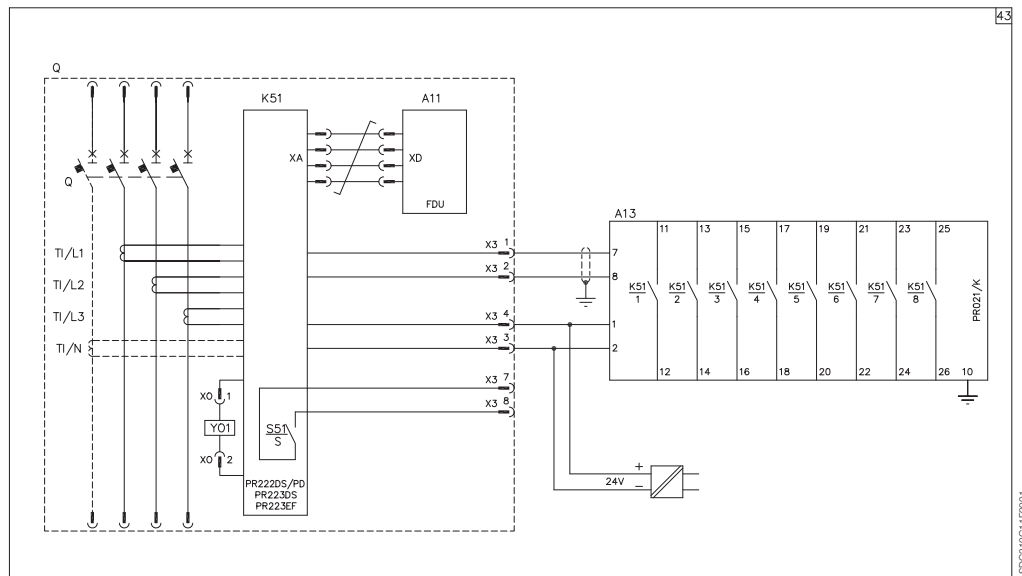 43
Q
K51
A11
XA
XD
FDU
Q
A13
TI/L1
TI/L2
TI/L3
TI/N
X3 1
X3 2
X3 4
X3 3
X3 7
X3 8
7
8
1
2
11 13 15 17 19 21 23 25
K51 1
K51 2
K51 3
K51 4
K51 5
K51 6
K51 7
K51 8
PR021/K
12 14 16 18 20 22 24 26 10
XO 1
YO1
XO 2
S51 S
PR222DS/PD
PR223DS
PR223EF
+
24V −